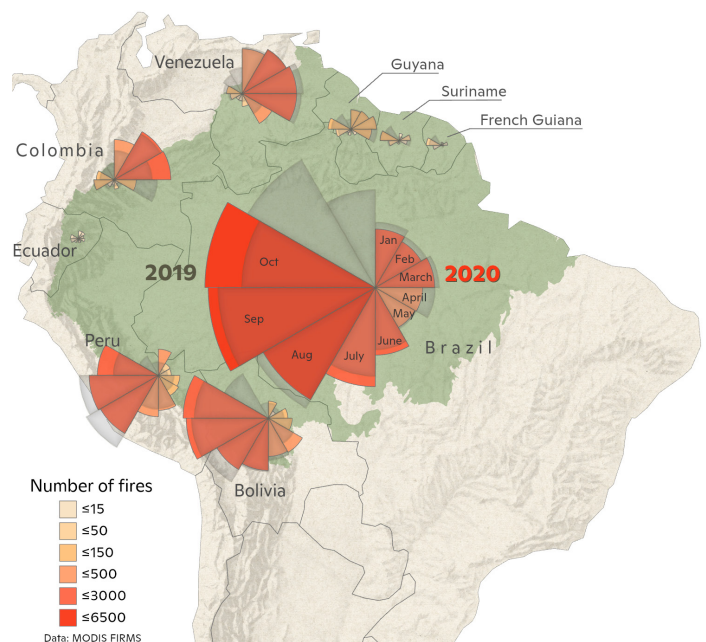 Venezuela
Guyana
Suriname
French Guiana
Colombia
Ecuador
2019
2020
Jan
Feb
March
April
May
June
July
Aug
Sep
Oct
Brazil
Peru
Bolivia
Number of fires
≤15
≤50
≤150
≤500
≤3000
≤6500
Data: MODIS FIRMS